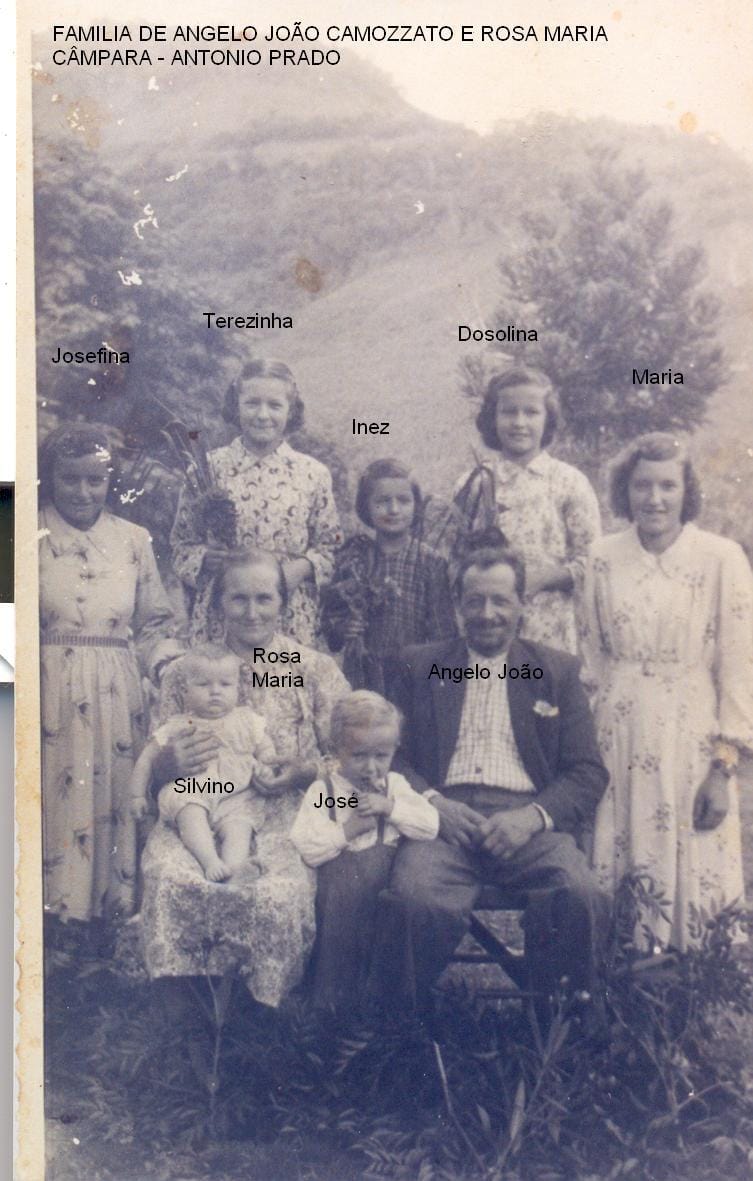 FAMILIA DE ANGELO JOÃO CAMOZZATO E ROSA MARIA
CÂMPARA - ANTONIO PRADO
Terezinha
Dosolina
Josefina
Maria
Inez
Rosa
Maria
Angelo João
Silvino
José